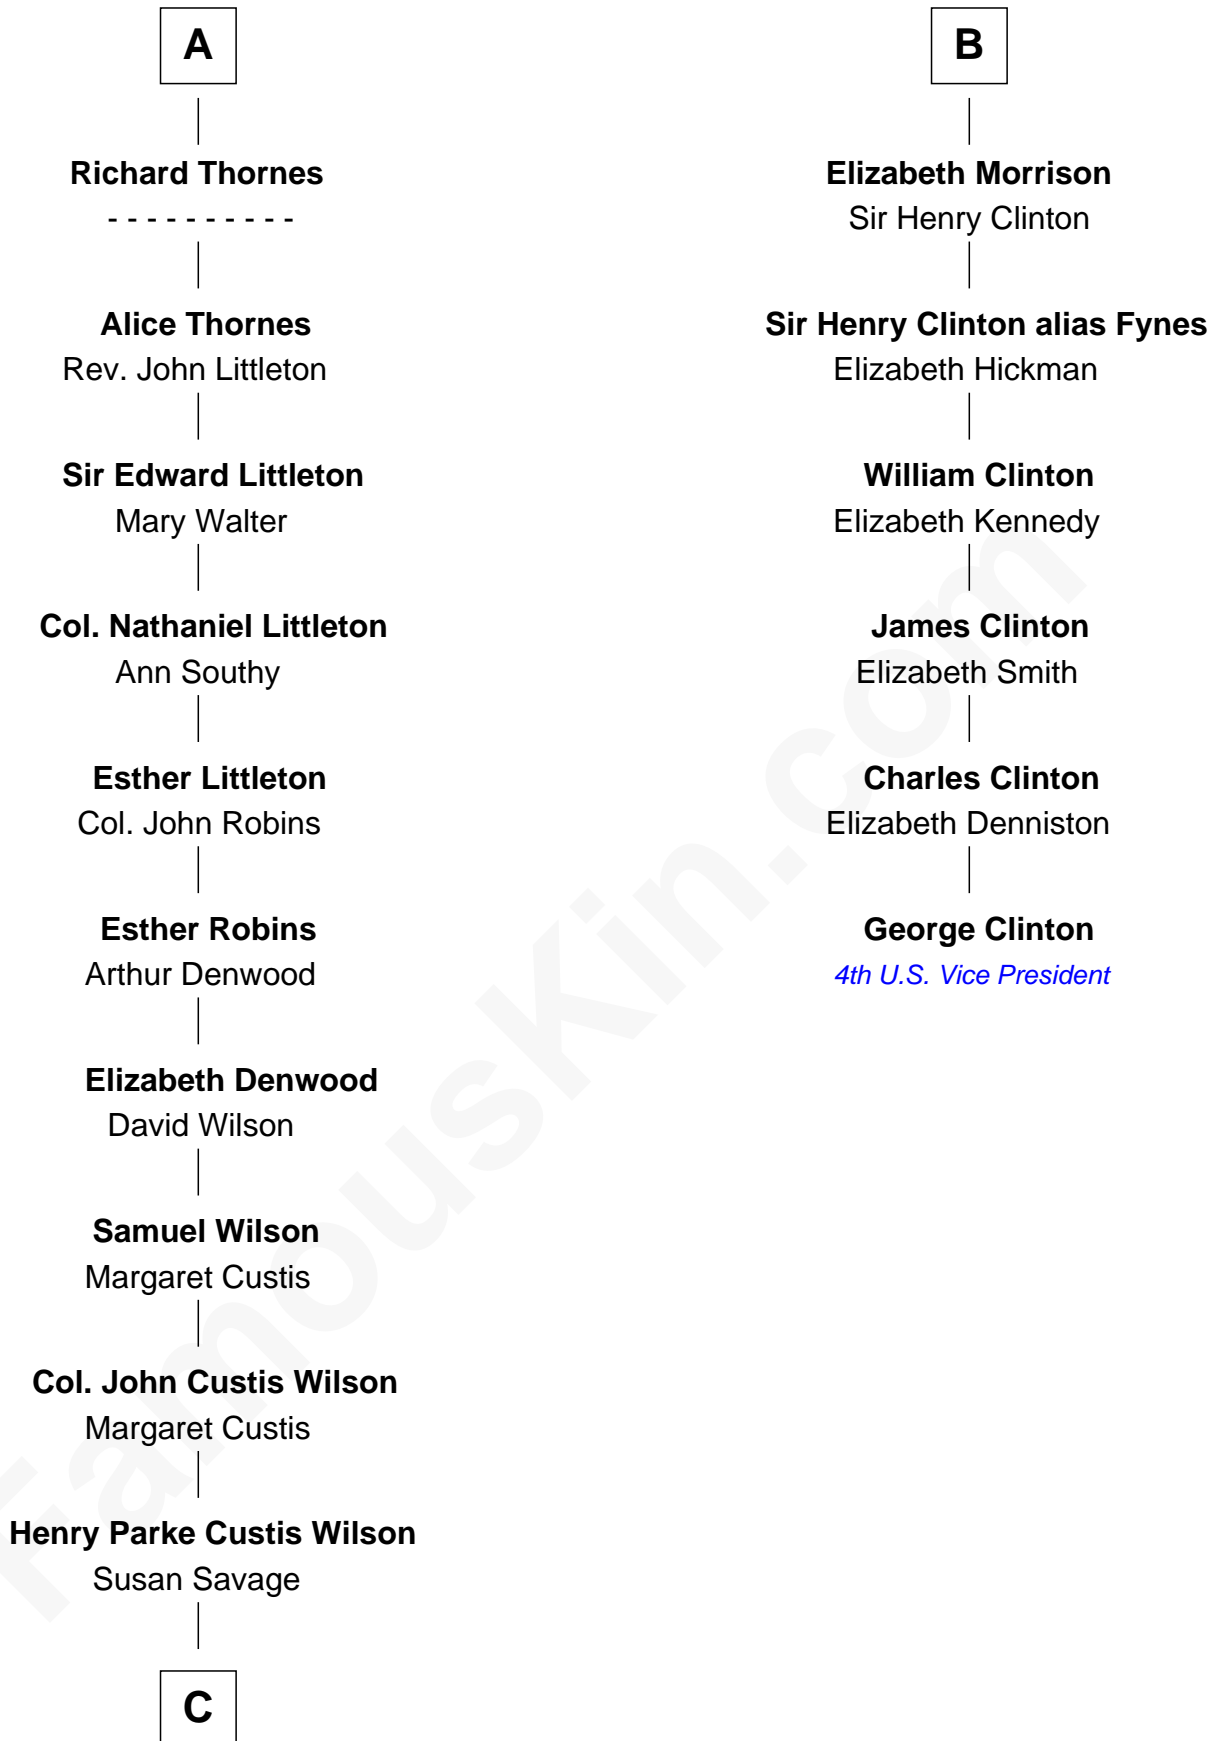 A
Richard Thornes
- - - - - - - - - -
Alice Thornes
Rev. John Littleton
Sir Edward Littleton
Mary Walter
Col. Nathaniel Littleton
Ann Southy
Esther Littleton
Col. John Robins
Esther Robins
Arthur Denwood
Elizabeth Denwood
David Wilson
Samuel Wilson
Margaret Custis
Col. John Custis Wilson
Margaret Custis
Henry Parke Custis Wilson
Susan Savage
C
B
Elizabeth Morrison
Sir Henry Clinton
Sir Henry Clinton alias Fynes
Elizabeth Hickman
William Clinton
Elizabeth Kennedy
James Clinton
Elizabeth Smith
Charles Clinton
Elizabeth Denniston
George Clinton
4th U.S. Vice President
FamousKin.com